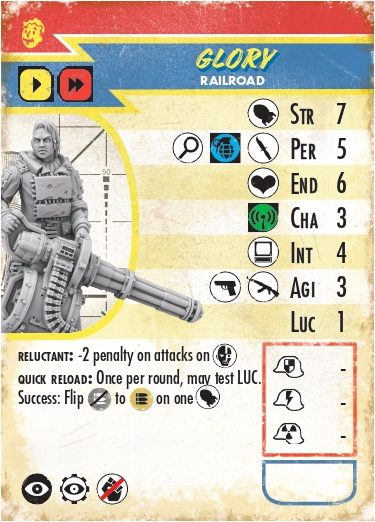 GLORY
RAILROAD
STR 7
PER 5
END 6
CHA 3
INT 4
AGI 3
LUC 1
50
RELUCTANT: -2 penalty on attacks on
QUICK RELOAD: Once per round, may test LUC.
Success: Flip to on one
-
-
-